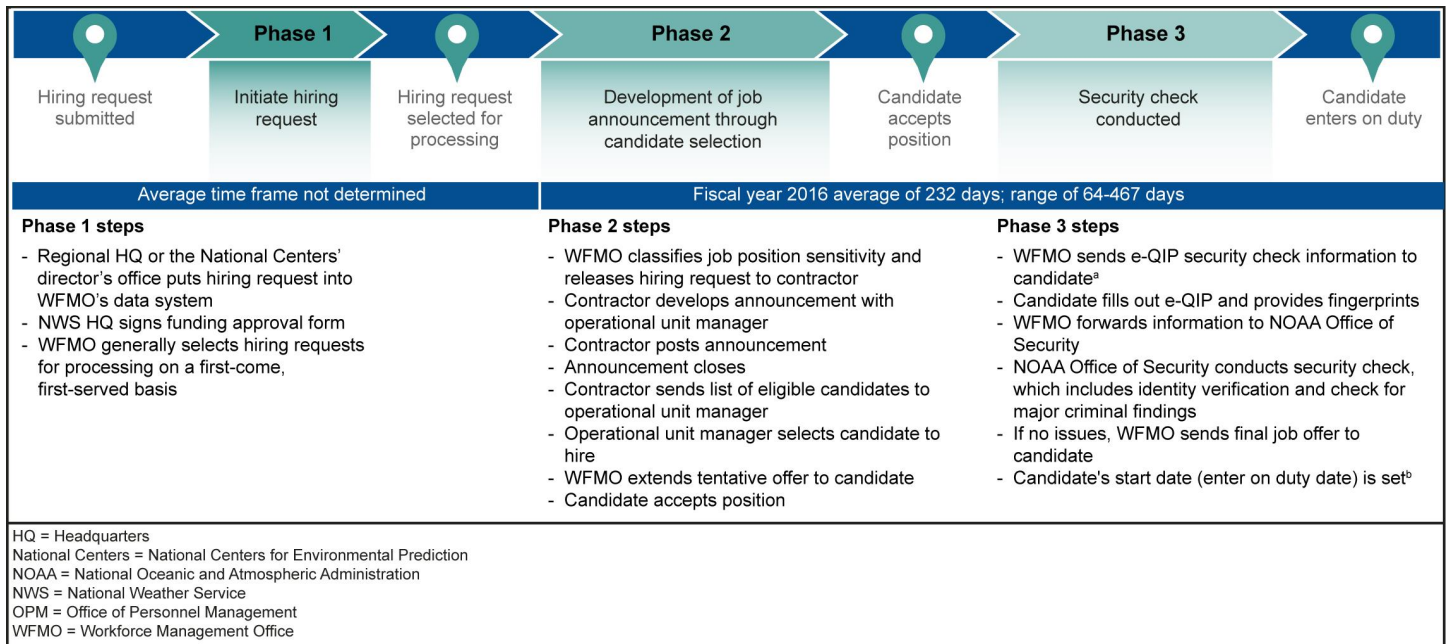 Phase 1
Phase 2
Phase 3
Hiring request
submitted
Initiate hiring
request
Hiring request
selected for
processing
Development of job
announcement through
candidate selection
Candidate
accepts
position
Security check
conducted
Candidate
enters on duty
Average time frame not determined
Fiscal year 2016 average of 232 days; range of 64-467 days
Phase 1 steps
- Regional HQ or the National Centers'
director's office puts hiring request into
WFMO's data system
- NWS HQ signs funding approval form
- WFMO generally selects hiring requests
for processing on a first-come,
first-served basis
Phase 2 steps
- WFMO classifies job position sensitivity and
releases hiring request to contractor
- Contractor develops announcement with
operational unit manager
- Contractor posts announcement
- Announcement closes
- Contractor sends list of eligible candidates to
operational unit manager
- Operational unit manager selects candidate to
hire
- WFMO extends tentative offer to candidate
- Candidate accepts position
Phase 3 steps
- WFMO sends e-QIP security check information to
candidateᵃ
- Candidate fills out e-QIP and provides fingerprints
- WFMO forwards information to NOAA Office of
Security
- NOAA Office of Security conducts security check,
which includes identity verification and check for
major criminal findings
- If no issues, WFMO sends final job offer to
candidate
- Candidate's start date (enter on duty date) is setᵇ
HQ = Headquarters
National Centers = National Centers for Environmental Prediction
NOAA = National Oceanic and Atmospheric Administration
NWS = National Weather Service
OPM = Office of Personnel Management
WFMO = Workforce Management Office